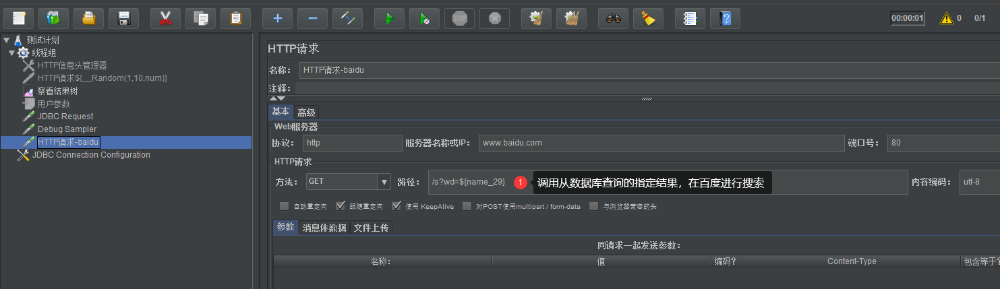 STOP
00:00:01
0
0/1
测试计划
线程组
HTTP信息头管理器
HTTP请求${__Random(1,10,num)}
察看结果树
用户参数
JDBC Request
Debug Sampler
HTTP请求-baidu
JDBC Connection Configuration
HTTP请求
名称： HTTP请求-baidu
注释：
基本 高级
Web服务器
协议： http 服务器名称或IP： www.baidu.com 端口号： 80
HTTP请求
方法： GET 路径： /s?wd=${name_29} 1 调用从数据库查询的指定结果，在百度进行搜索 内容编码： utf-8
自动重定向 跟随重定向 使用 KeepAlive 对POST使用multipart / form-data 与浏览器兼容的头
参数 消息体数据 文件上传
同请求一起发送参数：
名称： 值 编码? Content-Type 包含等于?